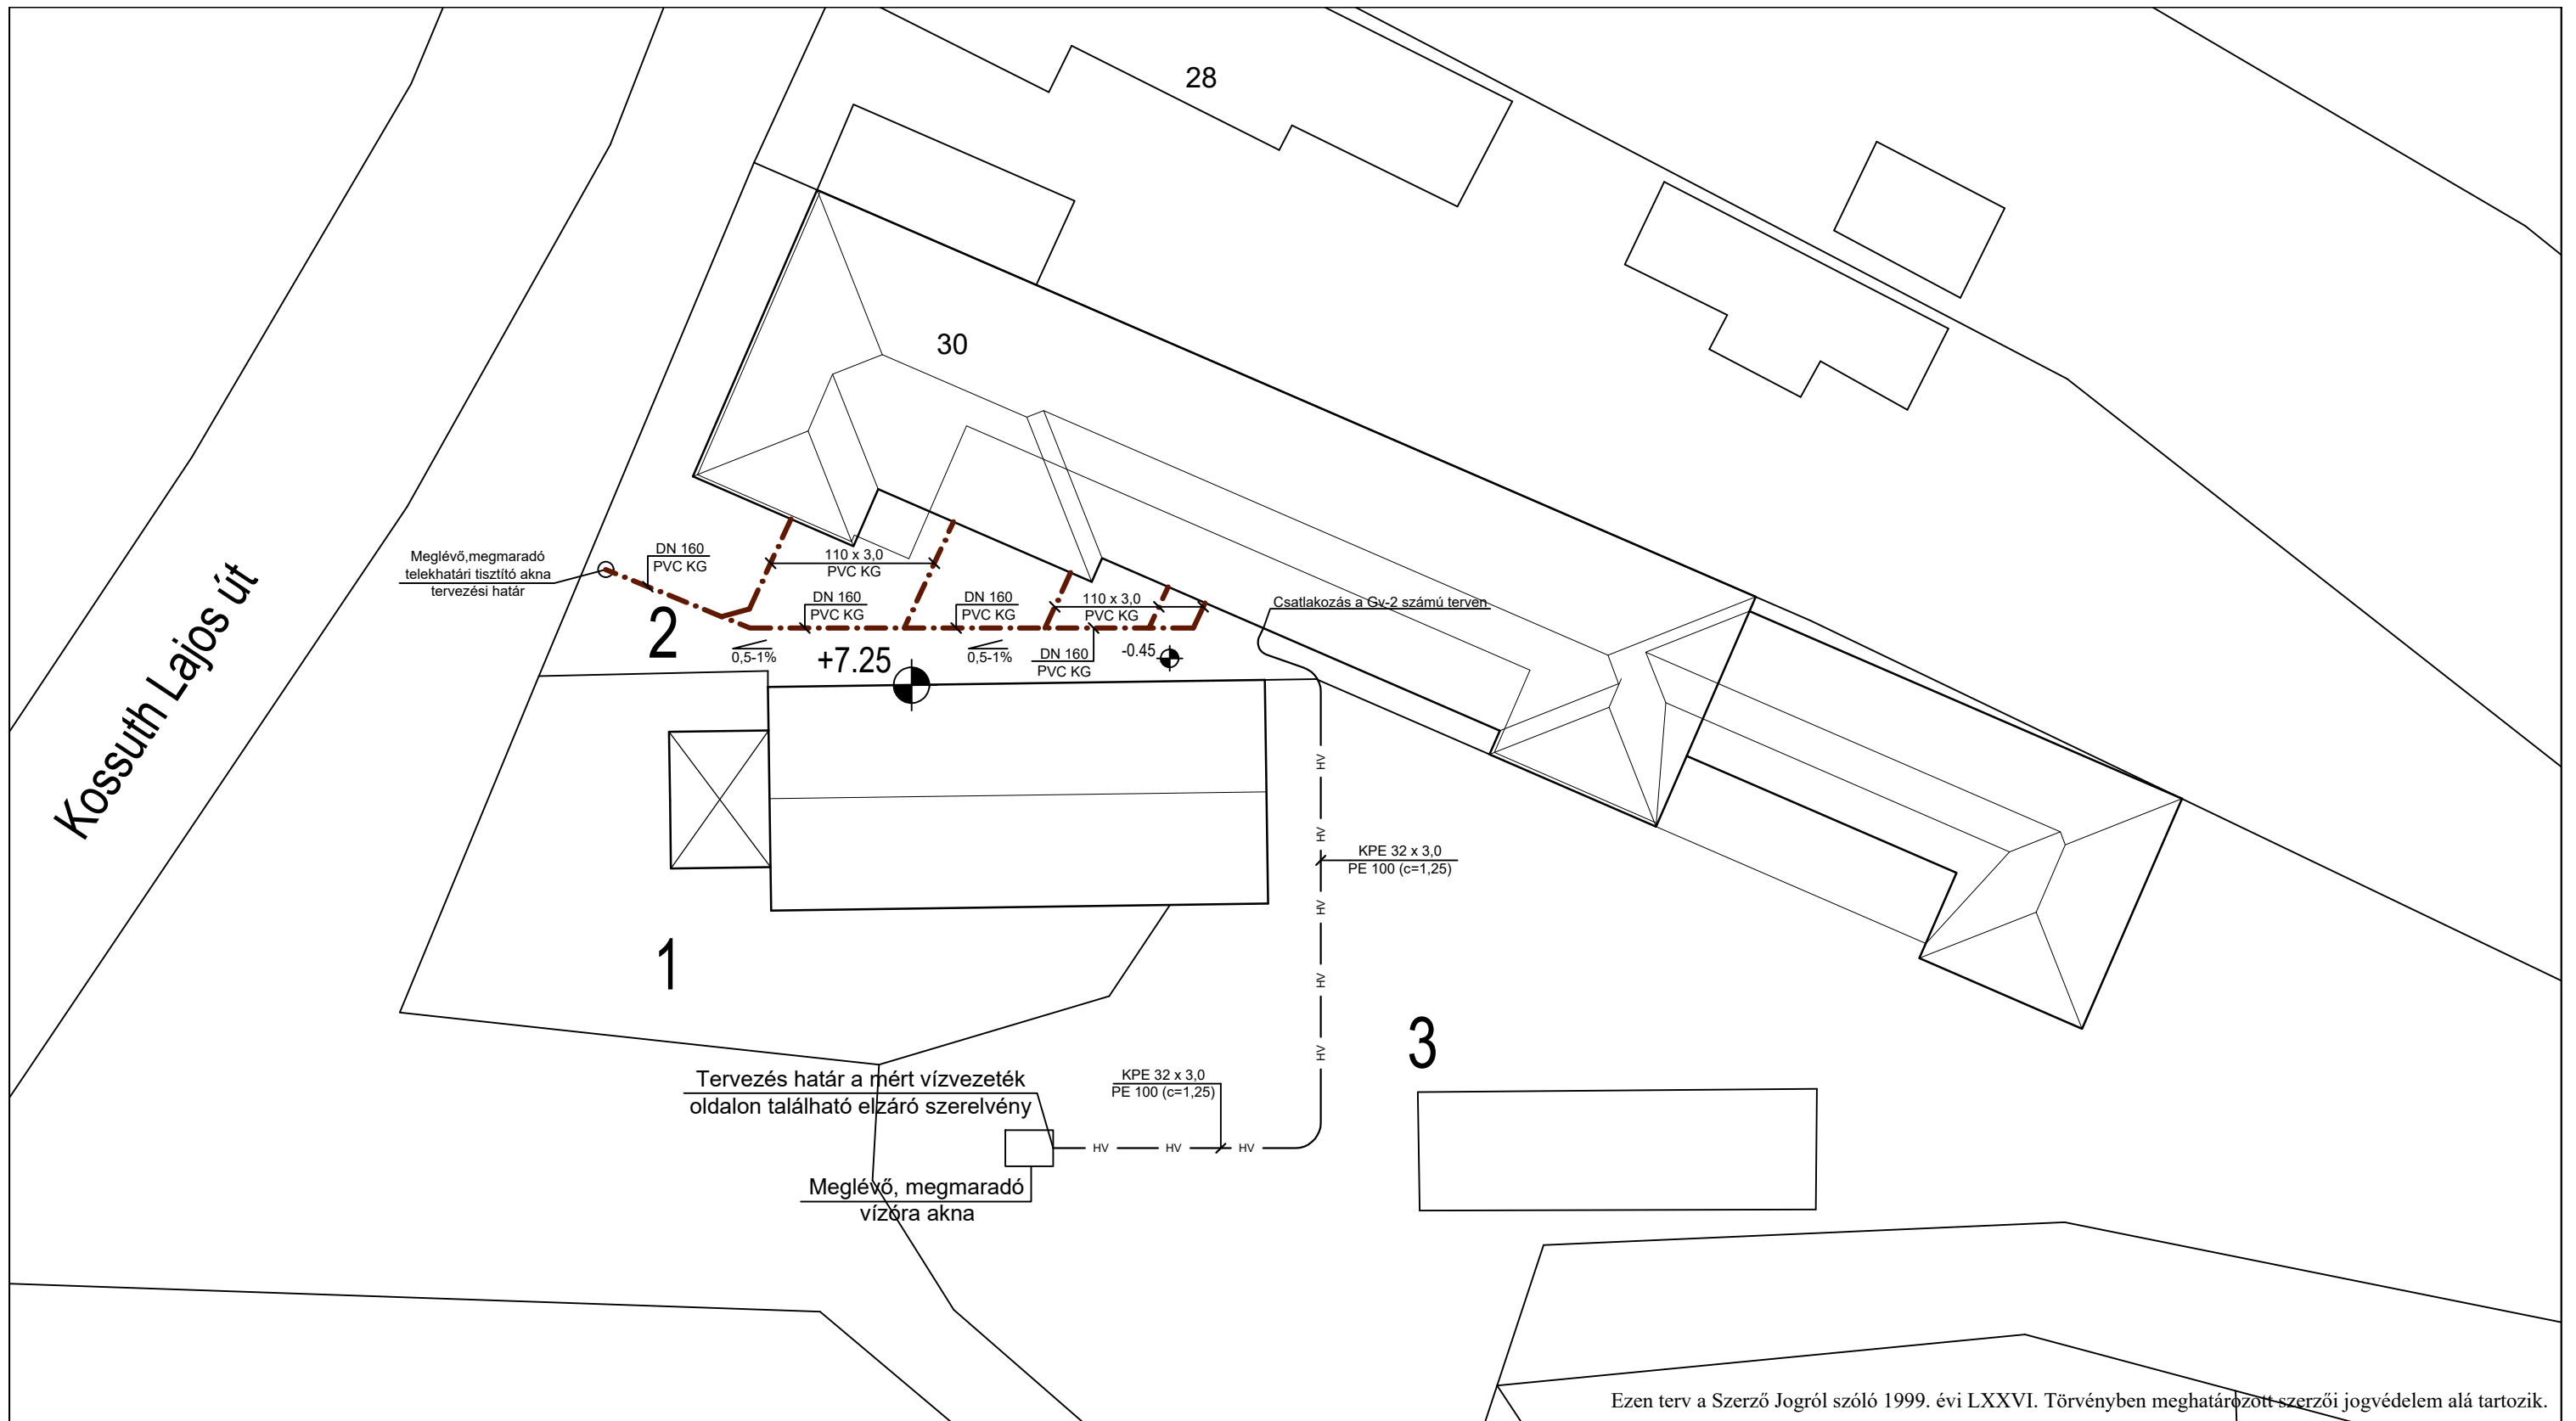 28
30
Kossuth Lajos út
Meglévő,megmaradó
telekhatári tisztító akna
tervezési határ
DN 160
PVC KG
110 x 3,0
PVC KG
DN 160
PVC KG
DN 160
PVC KG
110 x 3,0
PVC KG
Csatlakozás a Gv-2 számú terven
2
0,5-1%
+7.25
0,5-1%
DN 160
PVC KG
-0.45
HV
HV
KPE 32 x 3,0
PE 100 (c=1,25)
HV
1
HV
3
HV
Tervezés határ a mért vízvezeték
oldalon található elzáró szerelvény
KPE 32 x 3,0
PE 100 (c=1,25)
HV
HV
HV
Meglévő, megmaradó
vízóra akna
Ezen terv a Szerző Jogról szóló 1999. évi LXXVI. Törvényben meghatározott szerzői jogvédelem alá tartozik.